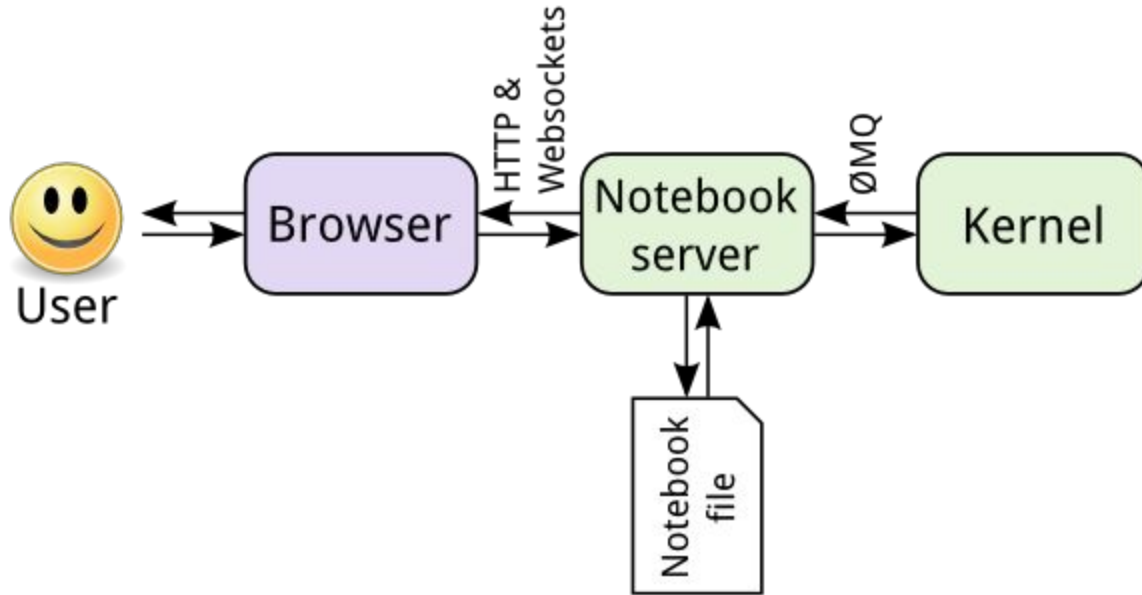 User
Browser
HTTP &
Websockets
Notebook
server
ØMQ
Kernel
Notebook
file